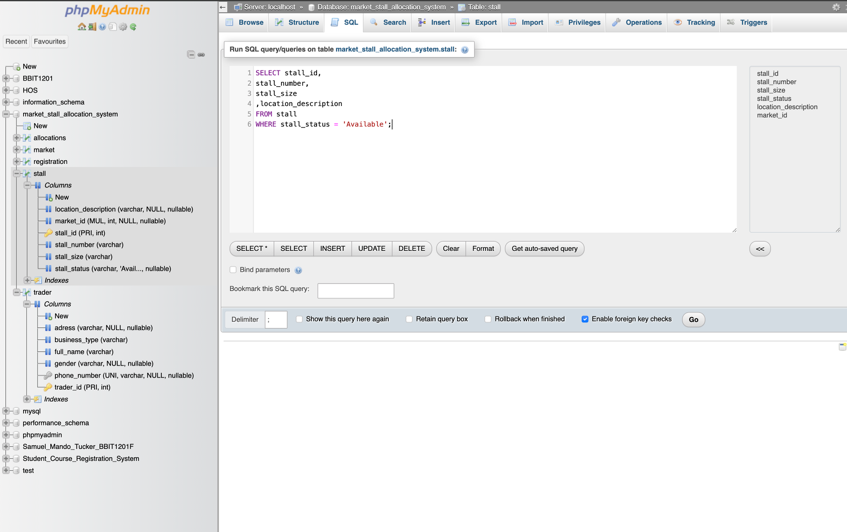 phpMyAdmin
Recent Favourites
New
BBIT1201
HOS
information_schema
market_stall_allocation_system
New
allocations
market
registration
stall
Columns
New
location_description (varchar, NULL, nullable)
market_id (MUL, int, NULL, nullable)
stall_id (PRI, int)
stall_number (varchar)
stall_size (varchar)
stall_status (varchar, 'Avail..., nullable)
Indexes
trader
Columns
New
adress (varchar, NULL, nullable)
business_type (varchar)
full_name (varchar)
gender (varchar, NULL, nullable)
phone_number (UNI, varchar, NULL, nullable)
trader_id (PRI, int)
Indexes
mysql
performance_schema
phpmyadmin
Samuel_Mando_Tucker_BBIT1201F
Student_Course_Registration_System
test
Server: localhost » Database: market_stall_allocation_system » Table: stall
Browse Structure SQL Search Insert Export Import Privileges Operations Tracking Triggers
Run SQL query/queries on table market_stall_allocation_system.stall:
1 SELECT stall_id,
2 stall_number,
3 stall_size
4 ,location_description
5 FROM stall
6 WHERE stall_status = 'Available';
stall_id
stall_number
stall_size
stall_status
location_description
market_id
SELECT * SELECT INSERT UPDATE DELETE Clear Format Get auto-saved query <<
Bind parameters
Bookmark this SQL query:
Delimiter ; Show this query here again Retain query box Rollback when finished Enable foreign key checks Go